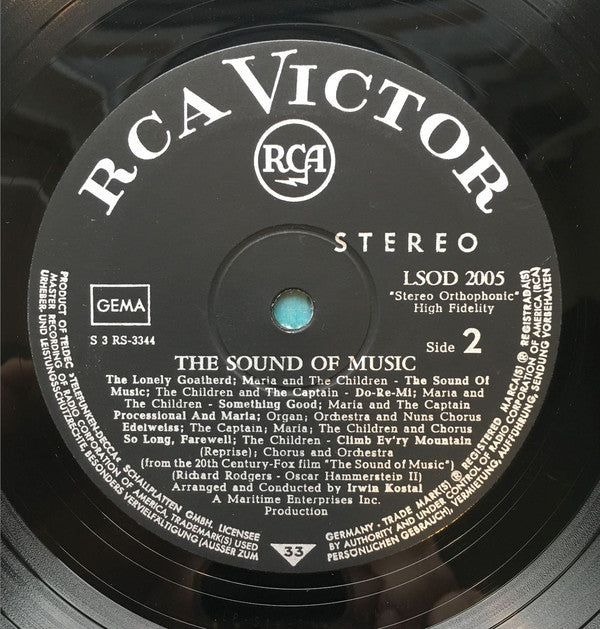 RCA VICTOR
RCA
STEREO
LSOD 2005
"Stereo Orthophonic"
High Fidelity
GEMA
S 3 RS-3344
Side 2
THE SOUND OF MUSIC
The Lonely Goatherd; Maria and The Children - The Sound Of
Music; The Children and The Captain - Do-Re-Mi; Maria and
The Children - Something Good; Maria and The Captain
Processional And Maria; Organ; Orchestra and Nuns Chorus
Edelweiss; The Captain; Maria; The Children and Chorus
So Long, Farewell; The Children - Climb Ev'ry Mountain
(Reprise); Chorus and Orchestra
(from the 20th Century-Fox film "The Sound of Music")
(Richard Rodgers - Oscar Hammerstein II)
Arranged and Conducted by Irwin Kostal
A Maritime Enterprises Inc.
Production
PRODUCT OF TELDEC »TELEFUNKEN-DECCA« SCHALLPLATTEN GMBH. LICENSEE
MASTER RECORDING OF RADIO CORPORATION OF AMERICA, TRADEMARK(S) USED
URHEBER- UND LEISTUNGSSCHUTZRECHTE BESONDERS VERVIELFÄLTIGUNG (AUSSER ZUM
33
GERMANY - TRADE MARK(S) ® REGISTERED MARCA(S) ® REGISTRADA(S)
BY AUTHORITY AND UNDER CONTROL OF RADIO CORPORATION OF AMERICA (RCA)
PERSÖNLICHEN GEBRAUCH), VERMIETUNG, AUFFÜHRUNG, SENDUNG VORBEHALTEN